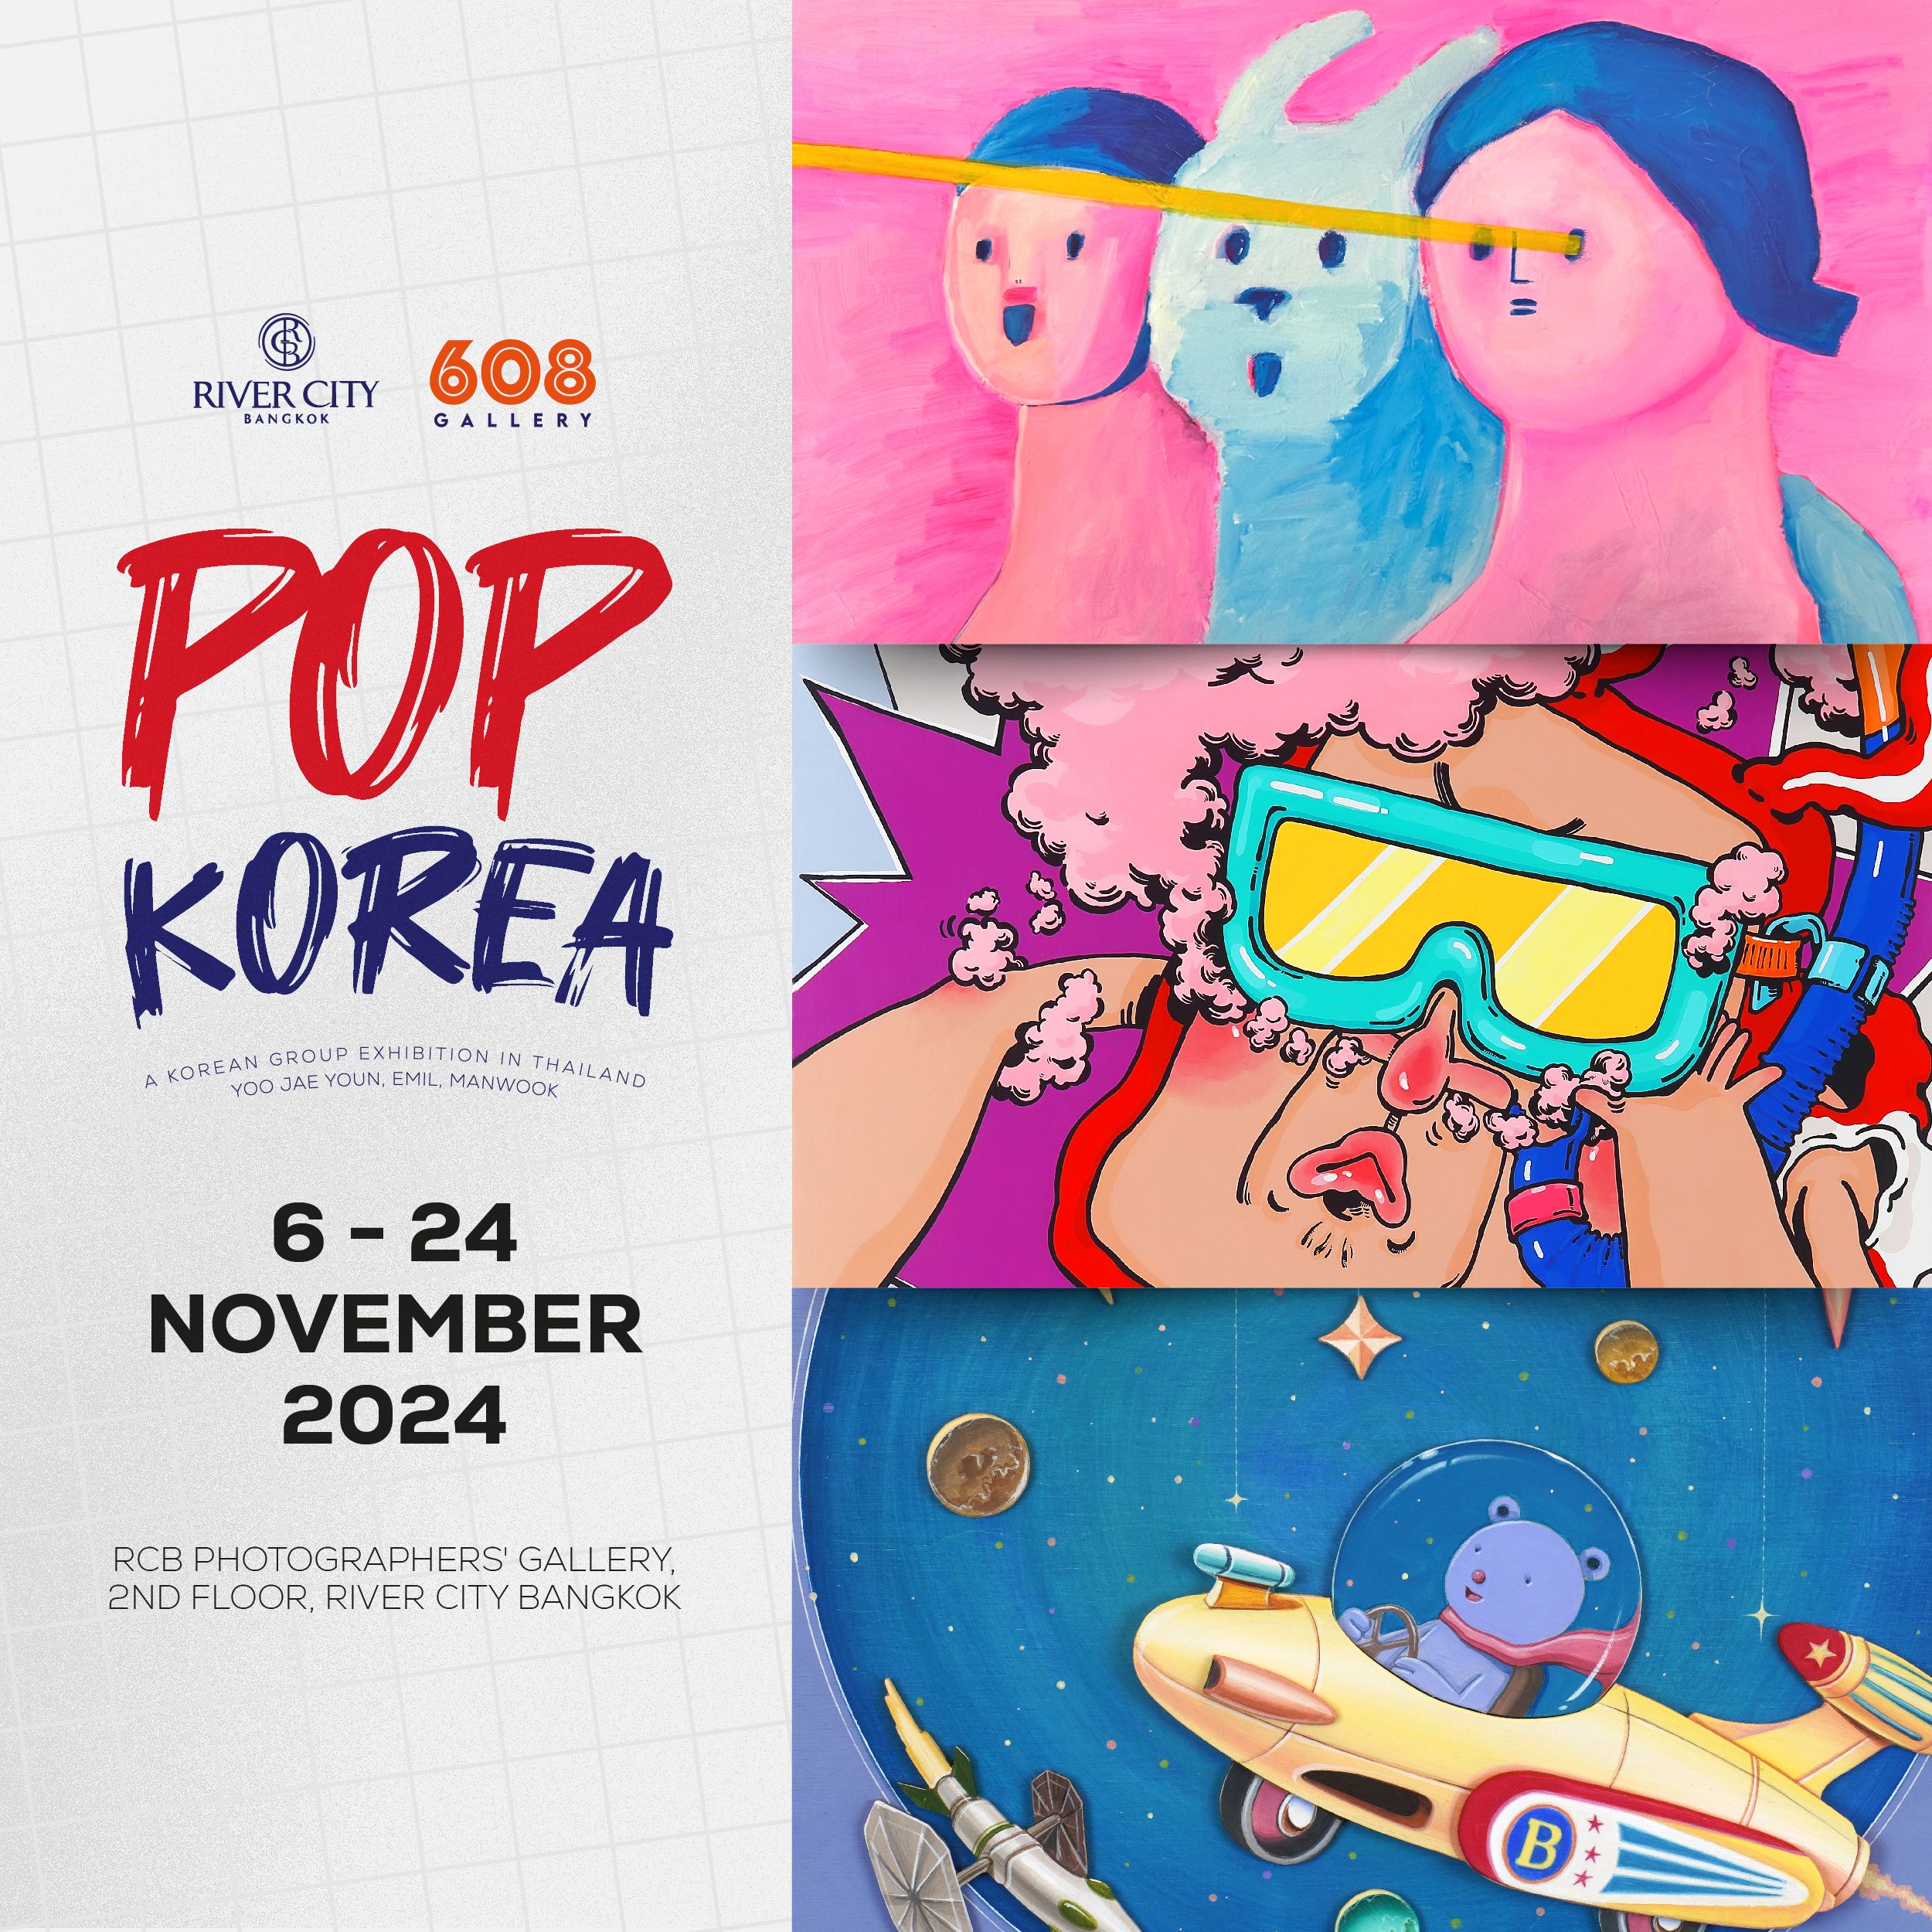 RIVER CITY
BANGKOK
608
GALLERY
POP
KOREA
A KOREAN GROUP EXHIBITION IN THAILAND
YOO JAE YOUN, EMIL, MANWOOK
6 - 24
NOVEMBER
2024
RCB PHOTOGRAPHERS' GALLERY,
2ND FLOOR, RIVER CITY BANGKOK
B